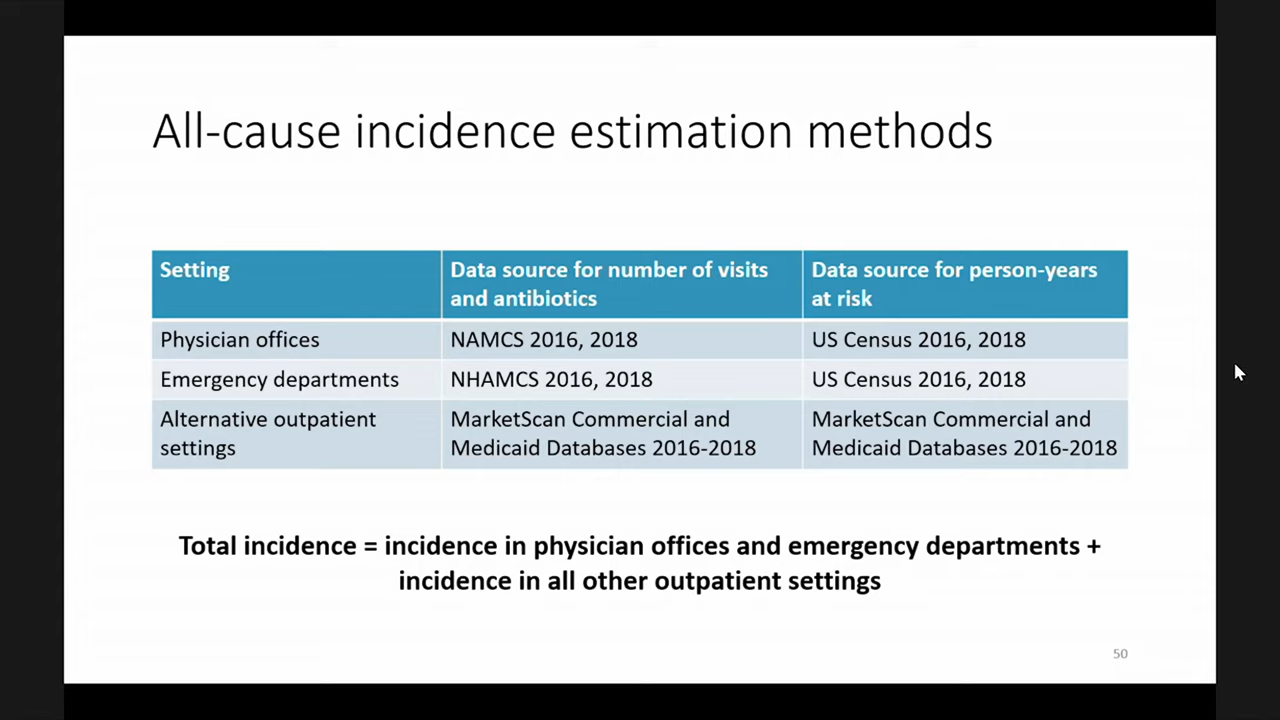 All-cause incidence estimation methods
Setting
Data source for number of visits
and antibiotics
Data source for person-years
at risk
Physician offices
NAMCS 2016, 2018
US Census 2016, 2018
Emergency departments
NHAMCS 2016, 2018
US Census 2016, 2018
Alternative outpatient
settings
MarketScan Commercial and
Medicaid Databases 2016-2018
MarketScan Commercial and
Medicaid Databases 2016-2018
Total incidence = incidence in physician offices and emergency departments +
incidence in all other outpatient settings
50